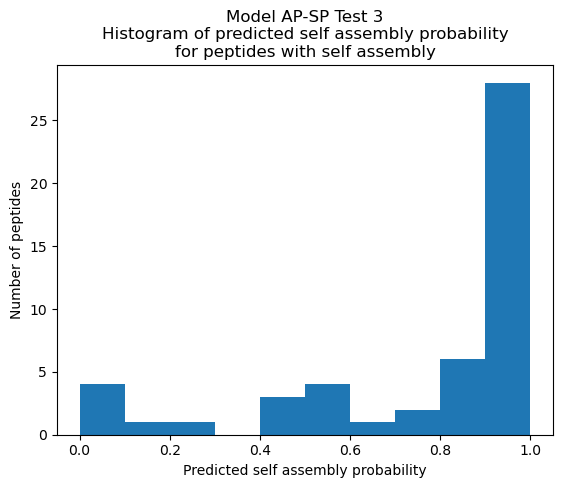 Model AP-SP Test 3
Histogram of predicted self assembly probability
for peptides with self assembly
Number of peptides
25
20
15
10
5
0
0.0 0.2 0.4 0.6 0.8 1.0
Predicted self assembly probability